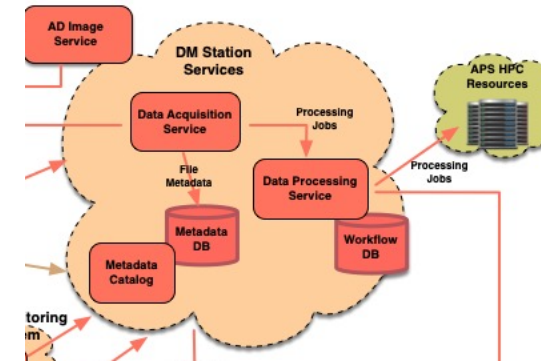 AD Image
Service
DM Station
Services
APS HPC
Resources
Data Acquisition
Service
Processing
Jobs
File
Metadata
Data Processing
Service
Processing
Jobs
Metadata
DB
Workflow
DB
Metadata
Catalog
toring
em